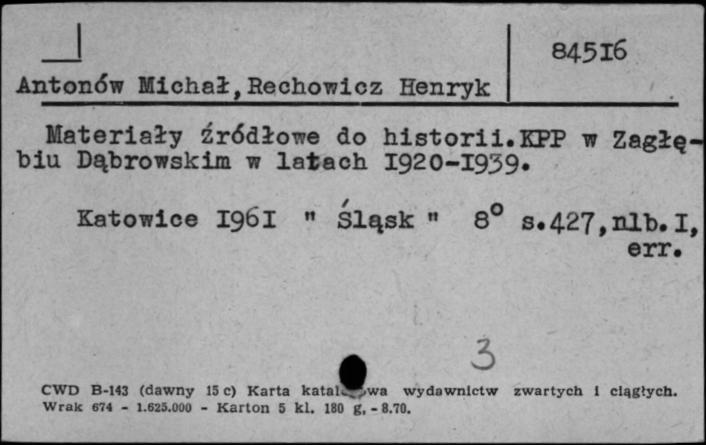 84516
Antonów Michał, Rechowicz Henryk
Materiały źródłowe do historii.KPP w Zagłę-
biu Dąbrowskim w latach I920-I939.
Katowice I96I " Śląsk " 8° s.427,nlb.I,
err.
3
CWD B-143 (dawny 15 c) Karta wydawnictw zwartych i ciągłych.
Wrak 674 - 1.625.000 - Karton 5 kl. 180 g. - 8.70.